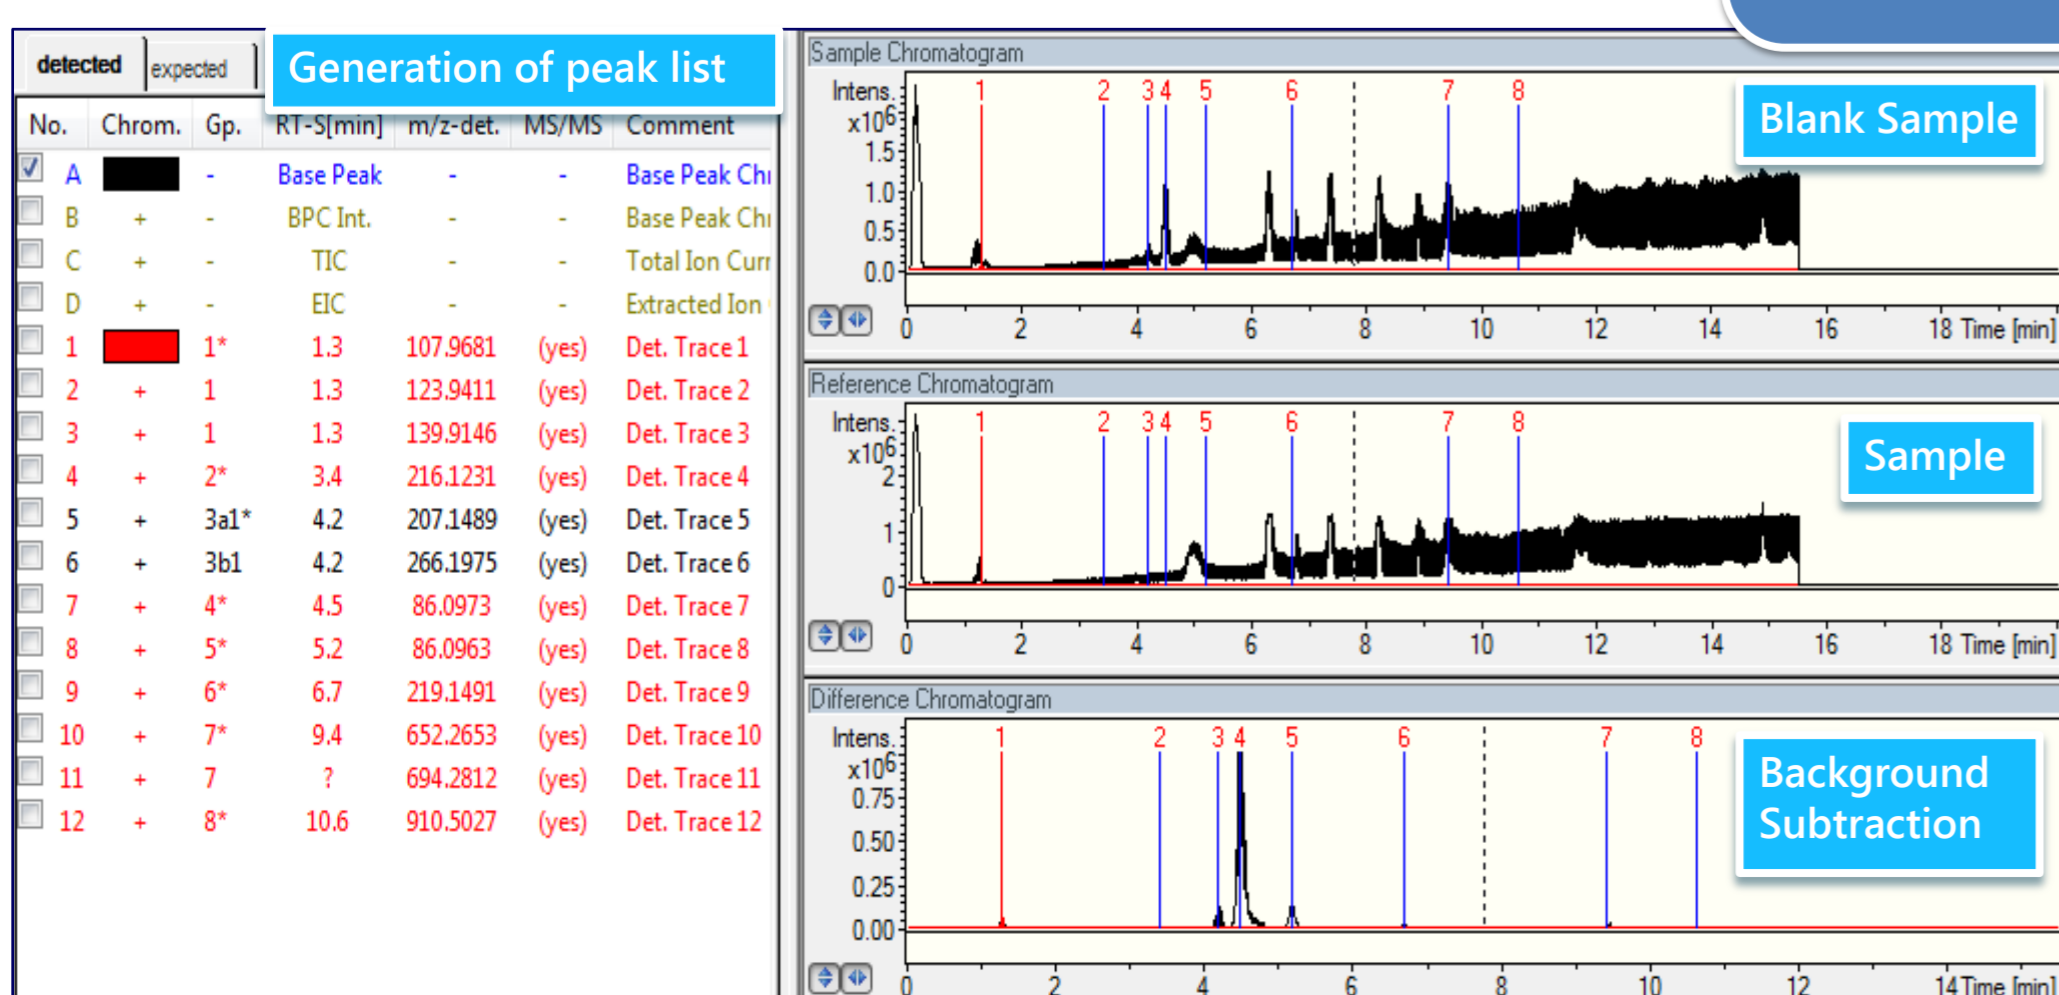 detected expected
Generation of peak list
No. Chrom. Gp. RT-S[min] m/z-det. MS/MS Comment
A - Base Peak - - Base Peak
B + - BPC Int. - - Base Peak
C + - TIC - - Total Ion
D + - EIC - - Extracted Ion
1 1* 1.3 107.9681 (yes) Det. Trace 1
2 + 1 1.3 123.9411 (yes) Det. Trace 2
3 + 1 1.3 139.9146 (yes) Det. Trace 3
4 + 2* 3.4 216.1231 (yes) Det. Trace 4
5 + 3a1* 4.2 207.1489 (yes) Det. Trace 5
6 + 3b1 4.2 266.1975 (yes) Det. Trace 6
7 + 4* 4.5 86.0973 (yes) Det. Trace 7
8 + 5* 5.2 86.0963 (yes) Det. Trace 8
9 + 6* 6.7 219.1491 (yes) Det. Trace 9
10 + 7* 9.4 652.2653 (yes) Det. Trace 10
11 + 7 ? 694.2812 (yes) Det. Trace 11
12 + 8* 10.6 910.5027 (yes) Det. Trace 12
Sample Chromatogram
Blank Sample
Intens.
x10⁶
1 2 3 4 5 6 7 8
1.5
1.0
0.5
0.0
0 2 4 6 8 10 12 14 16 18 Time [min]
Reference Chromatogram
Sample
Intens.
x10⁶
1 2 3 4 5 6 7 8
2
1
0
0 2 4 6 8 10 12 14 16 18 Time [min]
Difference Chromatogram
Background
Subtraction
Intens.
x10⁶
1 2 3 4 5 6 7 8
0.75
0.50
0.25
0.00
0 2 4 6 8 10 12 14 Time [min]